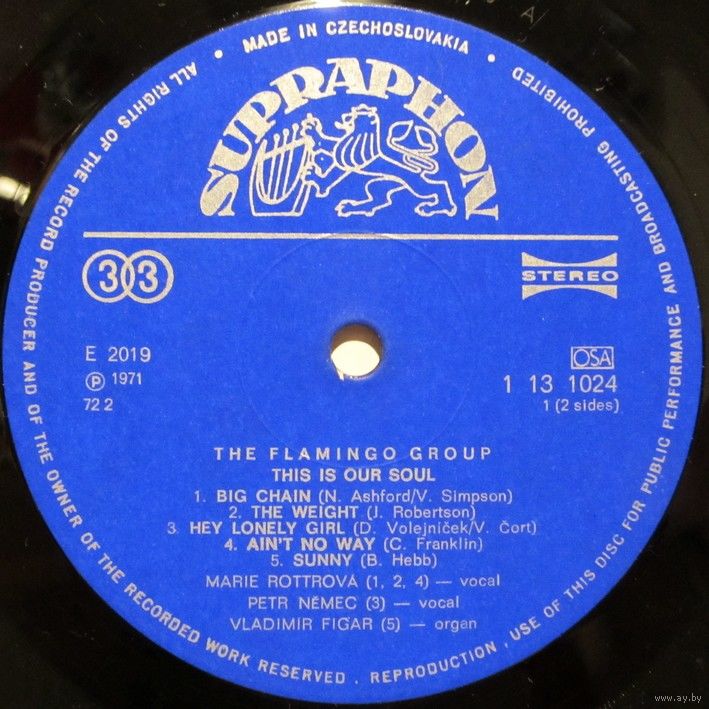 ALL RIGHTS OF THE RECORD PRODUCER AND OF THE OWNER OF THE RECORDED WORK RESERVED . REPRODUCTION , USE OF THIS DISC FOR PUBLIC PERFORMANCE AND BROADCASTING PROHIBITED
• MADE IN CZECHOSLOVAKIA •
SUPRAPHON
33
STEREO
E 2019
Ⓟ 1971
72 2
OSA
1 13 1024
1 (2 sides)
THE FLAMINGO GROUP
THIS IS OUR SOUL
1. BIG CHAIN (N. Ashford/V. Simpson)
2. THE WEIGHT (J. Robertson)
3. HEY LONELY GIRL (D. Volejníček/V. Čort)
4. AIN'T NO WAY (C. Franklin)
5. SUNNY (B. Hebb)
MARIE ROTTROVÁ (1, 2, 4) — vocal
PETR NĚMEC (3) — vocal
VLADIMÍR FIGAR (5) — organ
www.ay.by